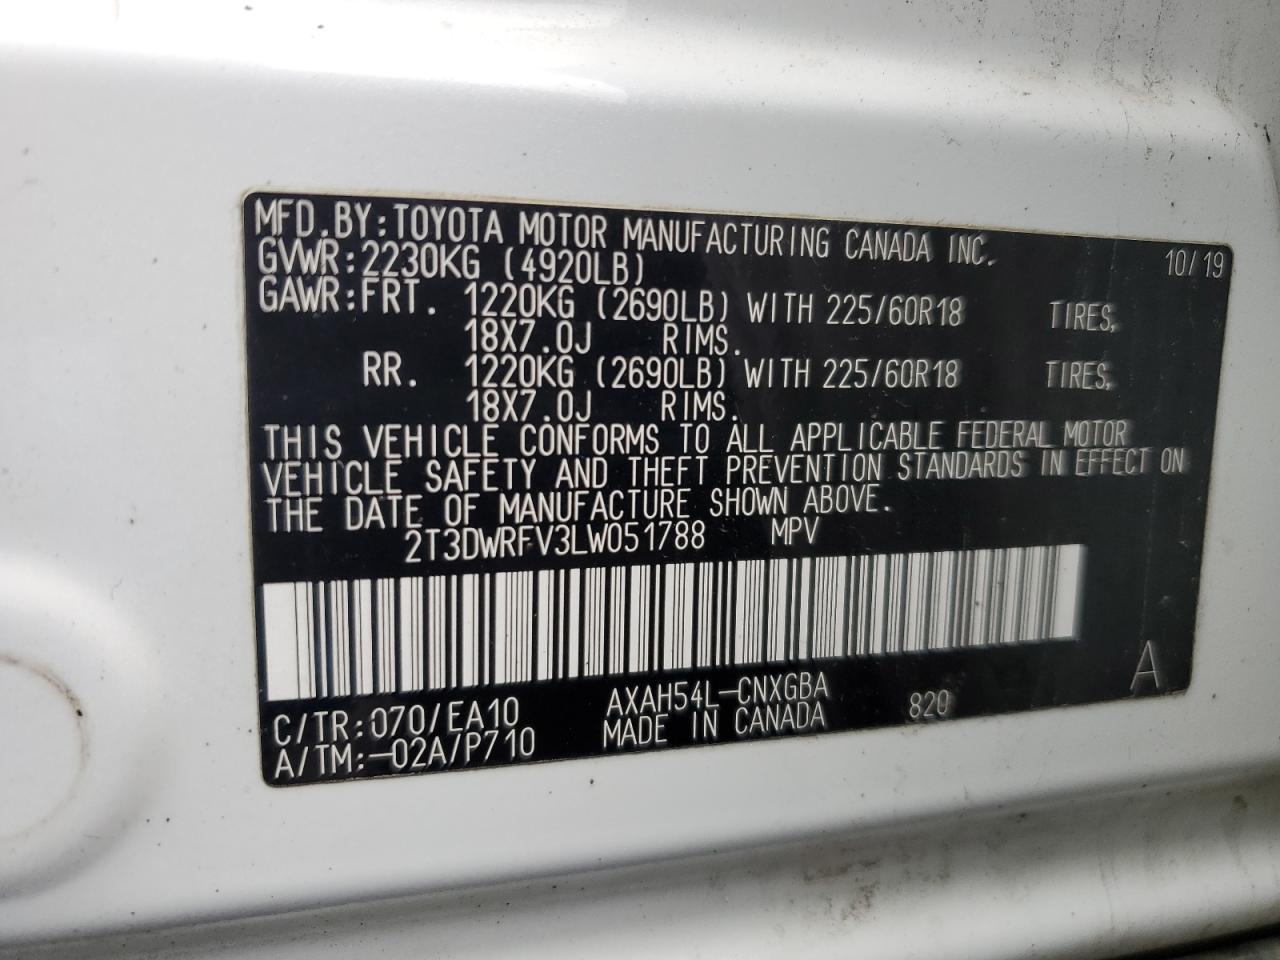 MFD.BY:TOYOTA MOTOR MANUFACTURING CANADA INC. 10/19
GVWR:2230KG (4920LB)
GAWR:FRT. 1220KG (2690LB) WITH 225/60R18 TIRES,
18X7.0J RIMS.
RR. 1220KG (2690LB) WITH 225/60R18 TIRES,
18X7.0J RIMS.
THIS VEHICLE CONFORMS TO ALL APPLICABLE FEDERAL MOTOR
VEHICLE SAFETY AND THEFT PREVENTION STANDARDS IN EFFECT ON
THE DATE OF MANUFACTURE SHOWN ABOVE.
2T3DWRFV3LW051788 MPV
C/TR:070/EA10 AXAH54L-CNXGBA 820 A
A/TM:-02A/P710 MADE IN CANADA